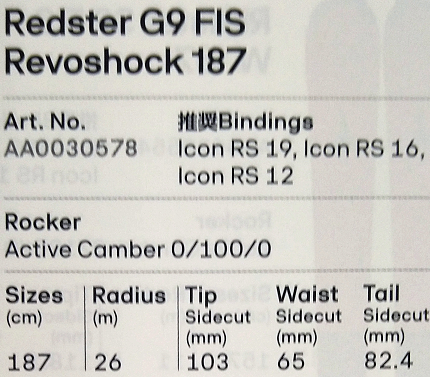 Redster G9 FIS
Revoshock 187
Art. No. 推奨Bindings
AA0030578 Icon RS 19, Icon RS 16,
Icon RS 12
Rocker
Active Camber 0/100/0
Sizes Radius Tip Waist Tail
(cm) (m) Sidecut Sidecut Sidecut
(mm) (mm) (mm)
187 26 103 65 82.4